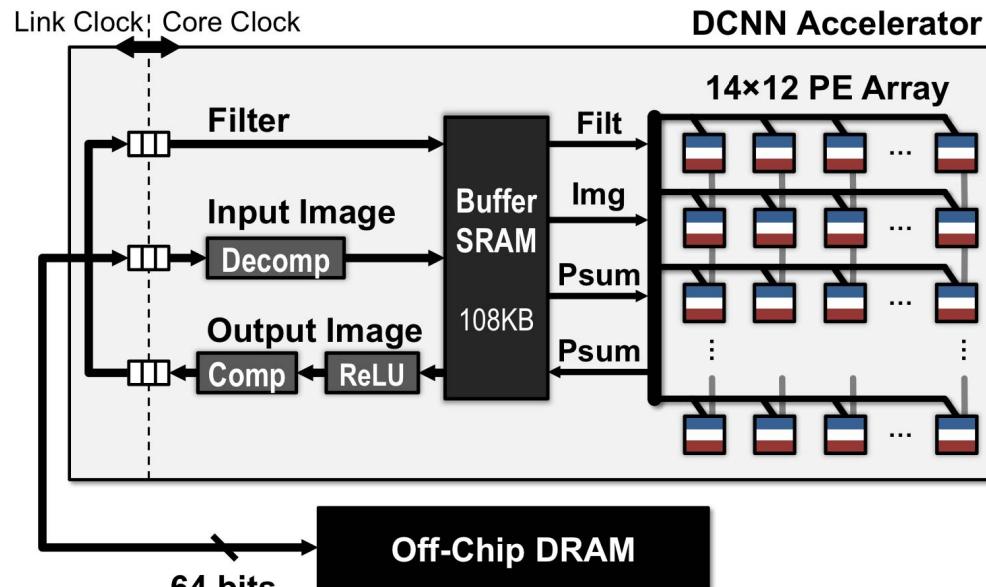 Link Clock Core Clock
DCNN Accelerator
14×12 PE Array
Filter
Filt
Input Image
Img
Decomp
Buffer
SRAM
108KB
Psum
Output Image
Psum
Comp
ReLU
...
...
...
...
Off-Chip DRAM
64 bits